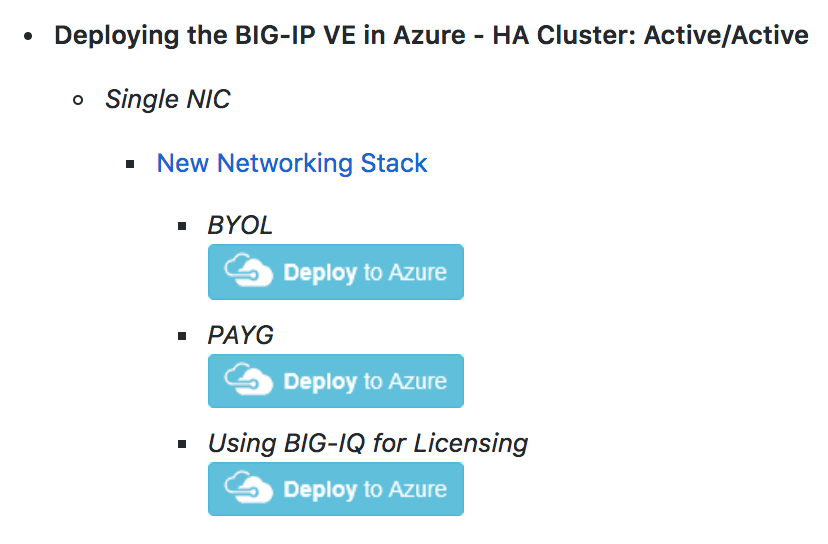 Deploying the BIG-IP VE in Azure - HA Cluster: Active/Active
Single NIC
New Networking Stack
BYOL
Deploy to Azure
PAYG
Deploy to Azure
Using BIG-IQ for Licensing
Deploy to Azure